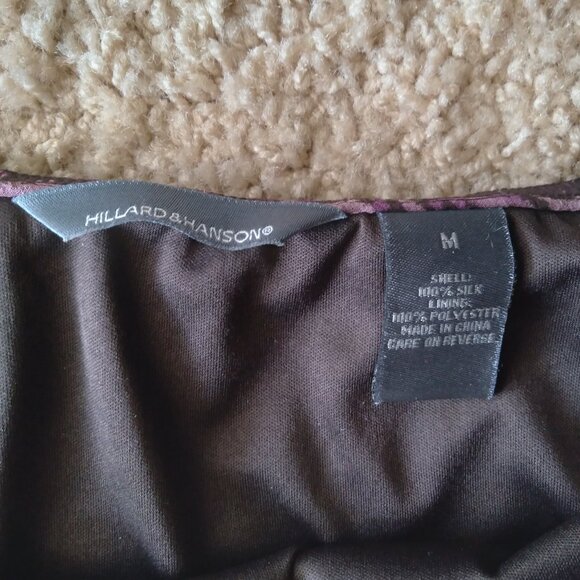 HILLARD & HANSON®
M
SHELL:
100% SILK
LINING:
100% POLYESTER
MADE IN CHINA
CARE ON REVERSE